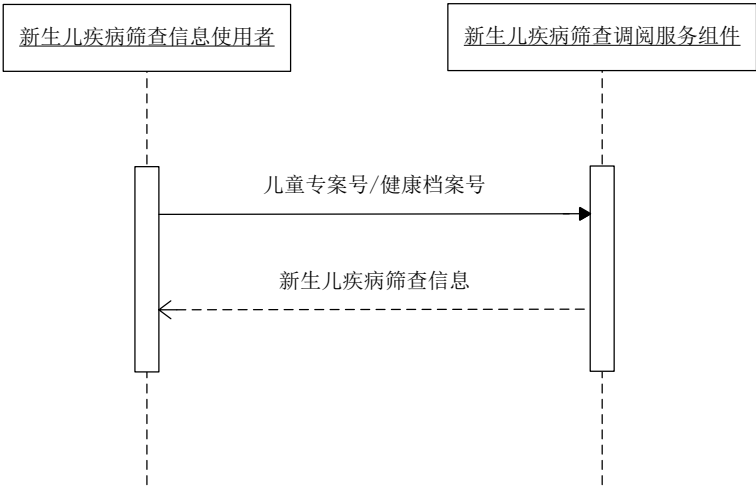 新生儿疾病筛查信息使用者
新生儿疾病筛查调阅服务组件
儿童专案号/健康档案号
新生儿疾病筛查信息